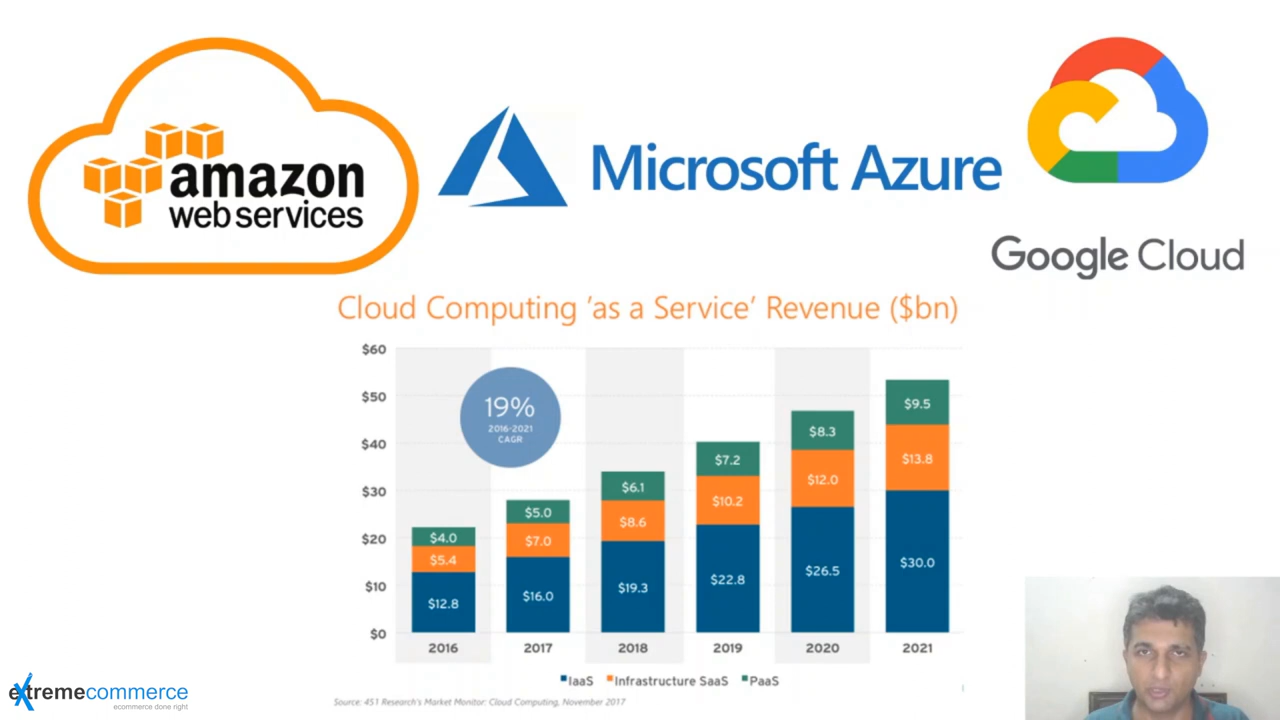 amazon
web services
Microsoft Azure
Google Cloud
Cloud Computing 'as a Service' Revenue ($bn)
$60
$50
$40
$30
$20
$10
$0
19%
2016-2021
CAGR
$4.0
$5.4
$12.8
$5.0
$7.0
$16.0
$6.1
$8.6
$19.3
$7.2
$10.2
$22.8
$8.3
$12.0
$26.5
$9.5
$13.8
$30.0
2016 2017 2018 2019 2020 2021
IaaS Infrastructure SaaS PaaS
Source: 451 Research's Market Monitor: Cloud Computing, November 2017
extremecommerce
ecommerce done right